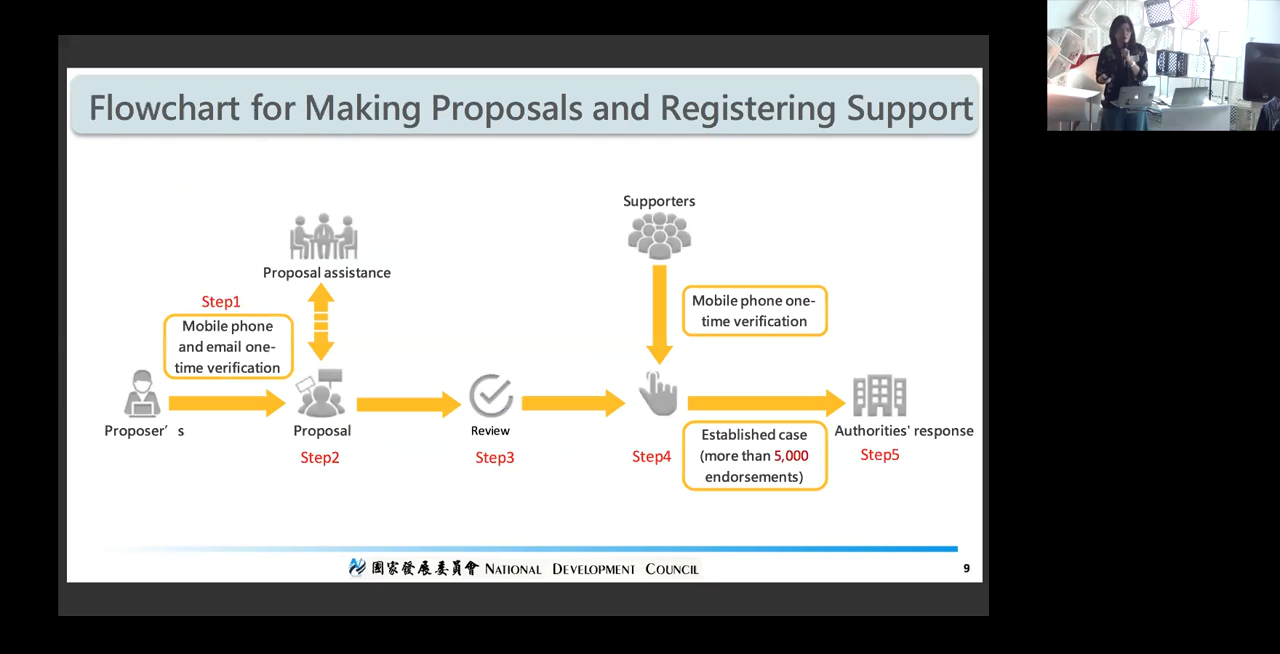 Flowchart for Making Proposals and Registering Support
Supporters
Proposal assistance
Step1
Mobile phone
and email one-
time verification
Mobile phone one-
time verification
Proposer's
Proposal
Step2
Review
Step3
Step4
Established case
(more than 5,000
endorsements)
Authorities' response
Step5
國家發展委員會 NATIONAL DEVELOPMENT COUNCIL
9